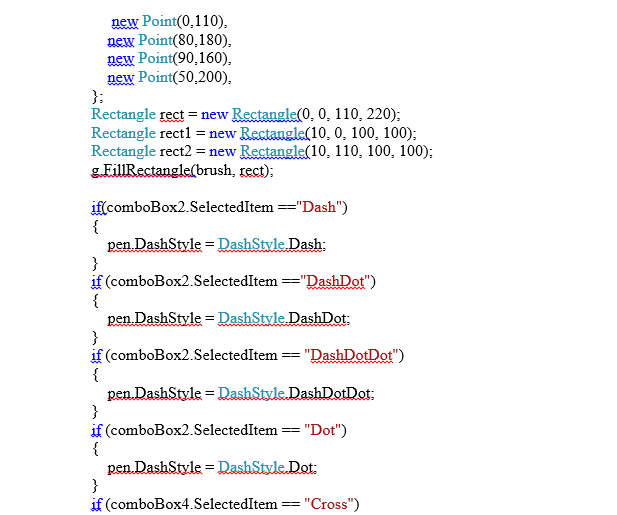 new Point(0,110),
new Point(80,180),
new Point(90,160),
new Point(50,200),
};
Rectangle rect = new Rectangle(0, 0, 110, 220);
Rectangle rect1 = new Rectangle(10, 0, 100, 100);
Rectangle rect2 = new Rectangle(10, 110, 100, 100);
g.FillRectangle(brush, rect);
if(comboBox2.SelectedItem =="Dash")
{
pen.DashStyle = DashStyle.Dash;
}
if (comboBox2.SelectedItem =="DashDot")
{
pen.DashStyle = DashStyle.DashDot;
}
if (comboBox2.SelectedItem == "DashDotDot")
{
pen.DashStyle = DashStyle.DashDotDot;
}
if (comboBox2.SelectedItem == "Dot")
{
pen.DashStyle = DashStyle.Dot;
}
if (comboBox4.SelectedItem == "Cross")